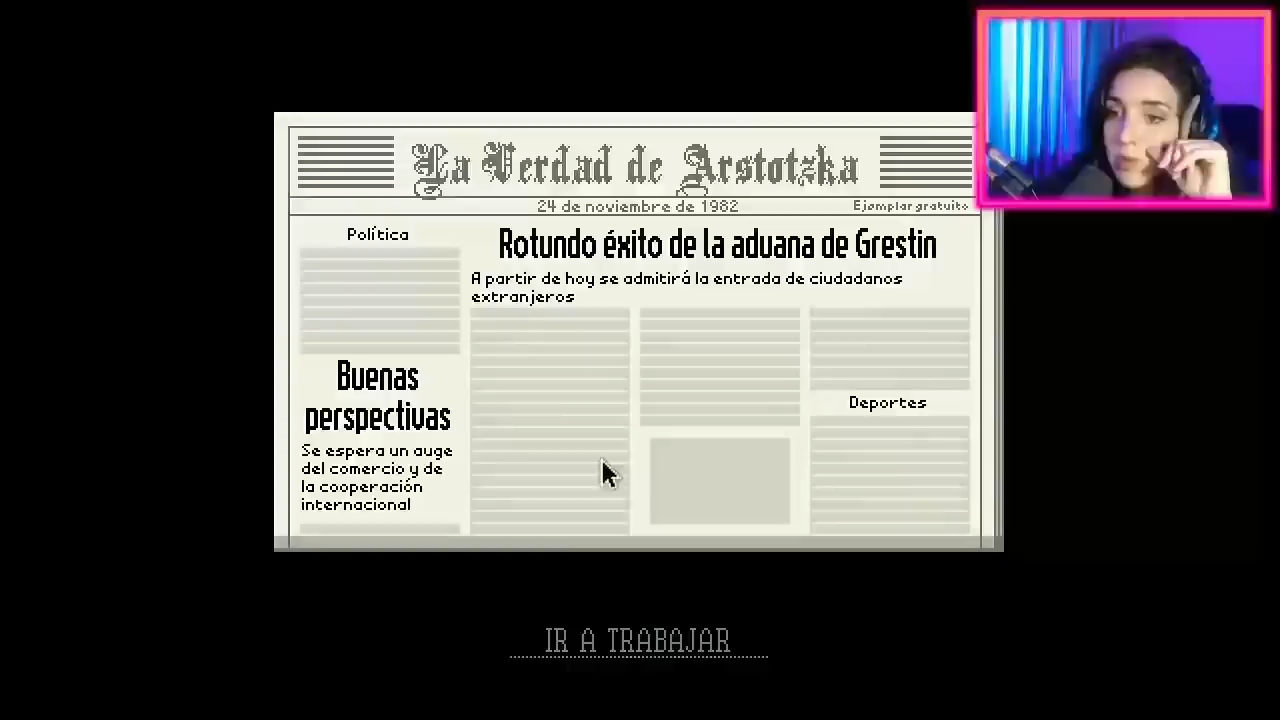 La Verdad de Arstotzka
24 de noviembre de 1982
Ejemplar gratuito
Política
Buenas
perspectivas
Se espera un auge
del comercio y de
la cooperación
internacional
Rotundo éxito de la aduana de Grestin
A partir de hoy se admitirá la entrada de ciudadanos
extranjeros
Deportes
IR A TRABAJAR